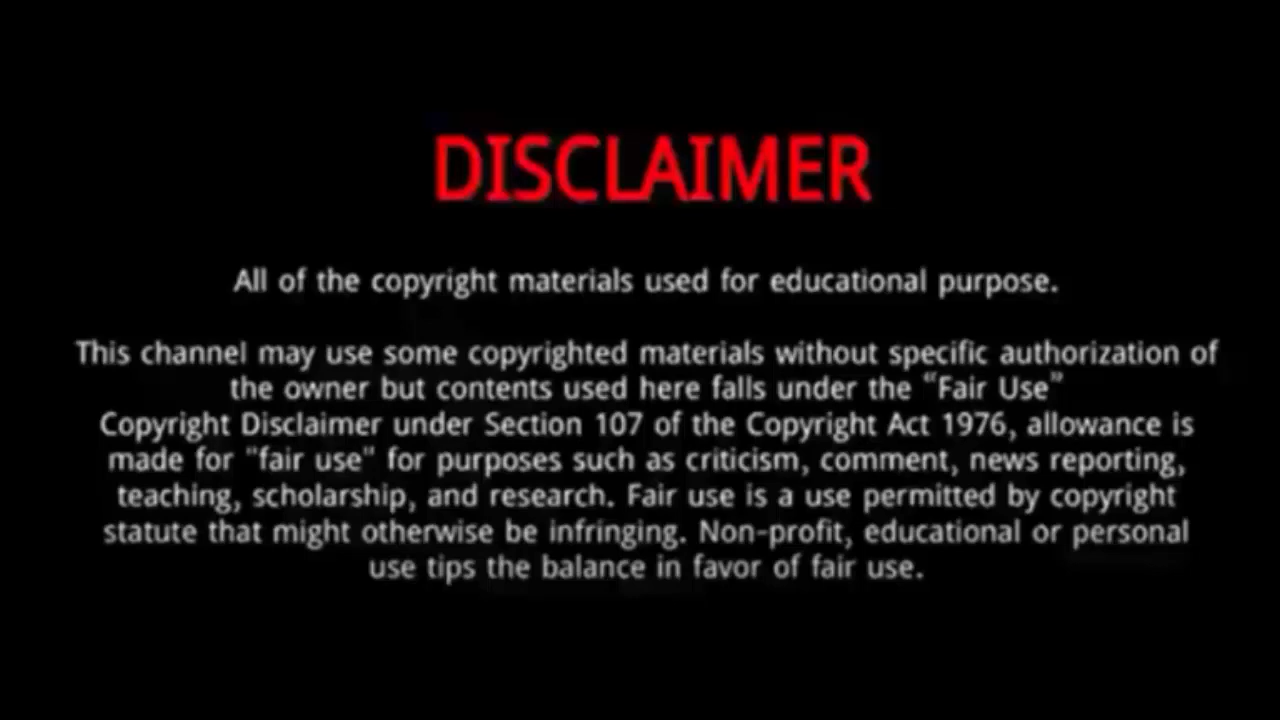 DISCLAIMER
All of the copyright materials used for educational purpose.
This channel may use some copyrighted materials without specific authorization of
the owner but contents used here falls under the “Fair Use”
Copyright Disclaimer under Section 107 of the Copyright Act 1976, allowance is
made for "fair use" for purposes such as criticism, comment, news reporting,
teaching, scholarship, and research. Fair use is a use permitted by copyright
statute that might otherwise be infringing. Non-profit, educational or personal
use tips the balance in favor of fair use.